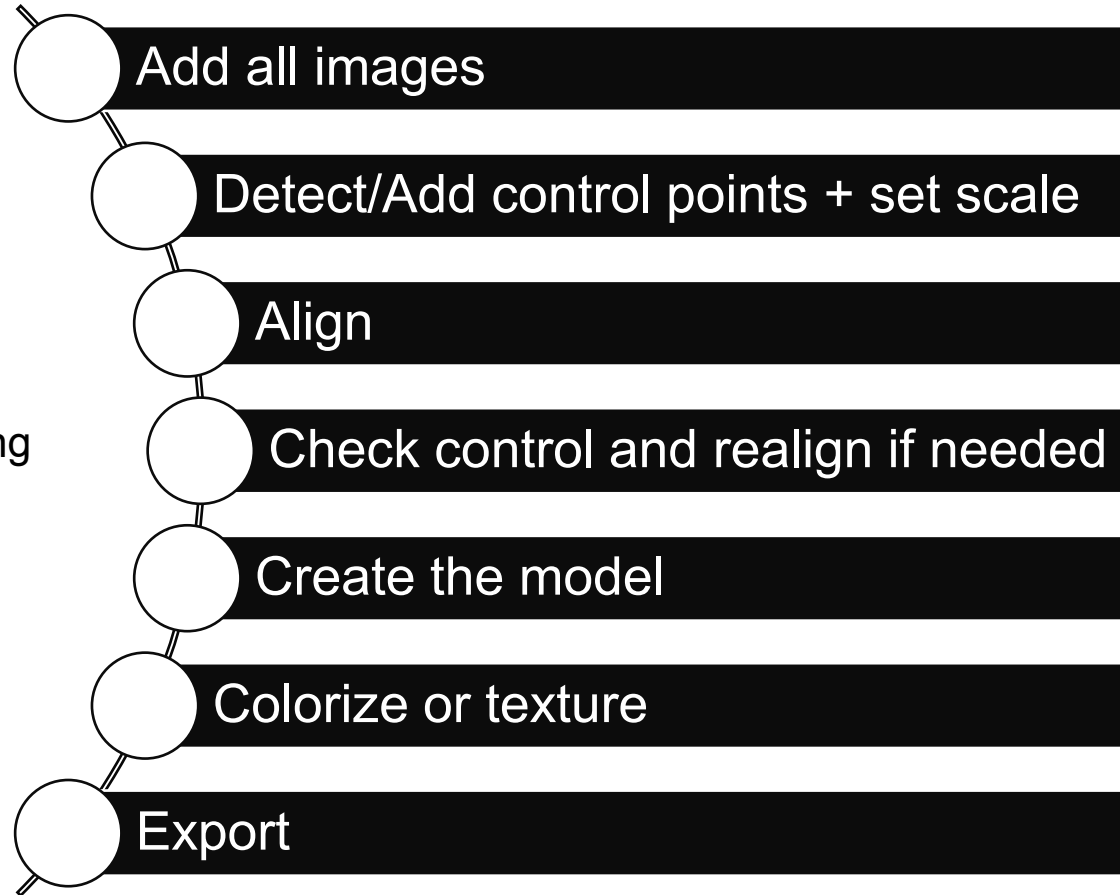 Add all images
Detect/Add control points + set scale
Align
ng
Check control and realign if needed
Create the model
Colorize or texture
Export